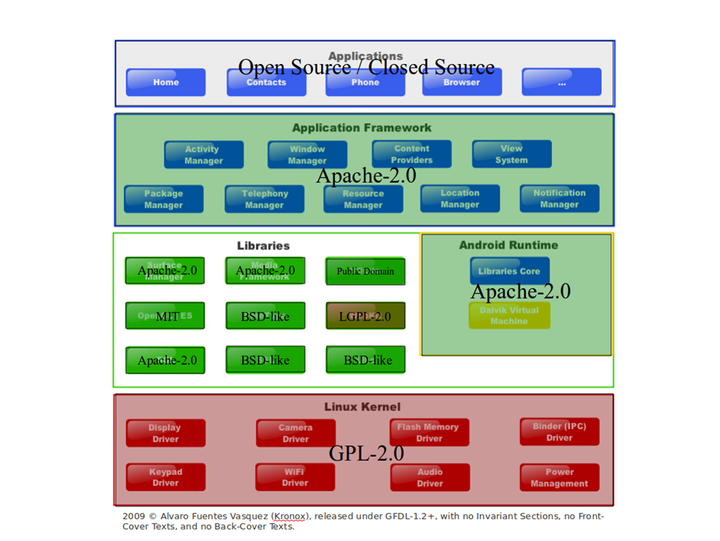 Applications
Open Source / Closed Source
Home
Contacts
Phone
Browser
...
Application Framework
Activity
Manager
Window
Manager
Content
Providers
View
System
Apache-2.0
Package
Manager
Telephony
Manager
Resource
Manager
Location
Manager
Notification
Manager
Libraries
Surface
Manager
Apache-2.0
Media
Framework
Apache-2.0
Public Domain
MIT
BSD-like
LGPL-2.0
Apache-2.0
BSD-like
BSD-like
Android Runtime
Libraries Core
Apache-2.0
Dalvik Virtual
Machine
Linux Kernel
Display
Driver
Camera
Driver
Flash Memory
Driver
Binder (IPC)
Driver
GPL-2.0
Keypad
Driver
WiFi
Driver
Audio
Driver
Power
Management
2009 © Alvaro Fuentes Vasquez (Kronox), released under GFDL-1.2+, with no Invariant Sections, no Front-
Cover Texts, and no Back-Cover Texts.